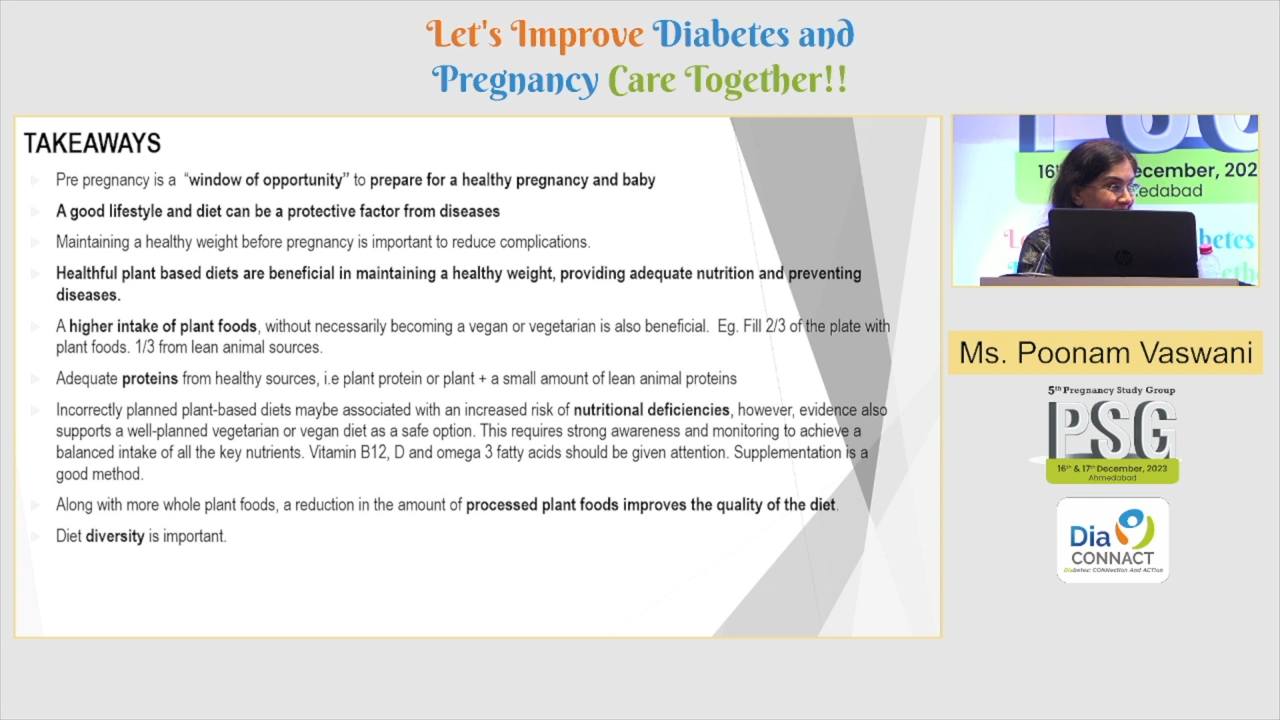 Let's Improve Diabetes and
Pregnancy Care Together!!
TAKEAWAYS
Pre pregnancy is a “window of opportunity” to prepare for a healthy pregnancy and baby
A good lifestyle and diet can be a protective factor from diseases
Maintaining a healthy weight before pregnancy is important to reduce complications.
Healthful plant based diets are beneficial in maintaining a healthy weight, providing adequate nutrition and preventing
diseases.
A higher intake of plant foods, without necessarily becoming a vegan or vegetarian is also beneficial. Eg. Fill 2/3 of the plate with
plant foods. 1/3 from lean animal sources.
Adequate proteins from healthy sources, i.e plant protein or plant + a small amount of lean animal proteins
Incorrectly planned plant-based diets maybe associated with an increased risk of nutritional deficiencies, however, evidence also
supports a well-planned vegetarian or vegan diet as a safe option. This requires strong awareness and monitoring to achieve a
balanced intake of all the key nutrients. Vitamin B12, D and omega 3 fatty acids should be given attention. Supplementation is a
good method.
Along with more whole plant foods, a reduction in the amount of processed plant foods improves the quality of the diet.
Diet diversity is important.
16
ecember, 202
edabad
hp
Ms. Poonam Vaswani
5th Pregnancy Study Group
PSG
16th & 17th December, 2023
Ahmedabad
Dia
CONNACT
Diabetes: CONNection And ACTion